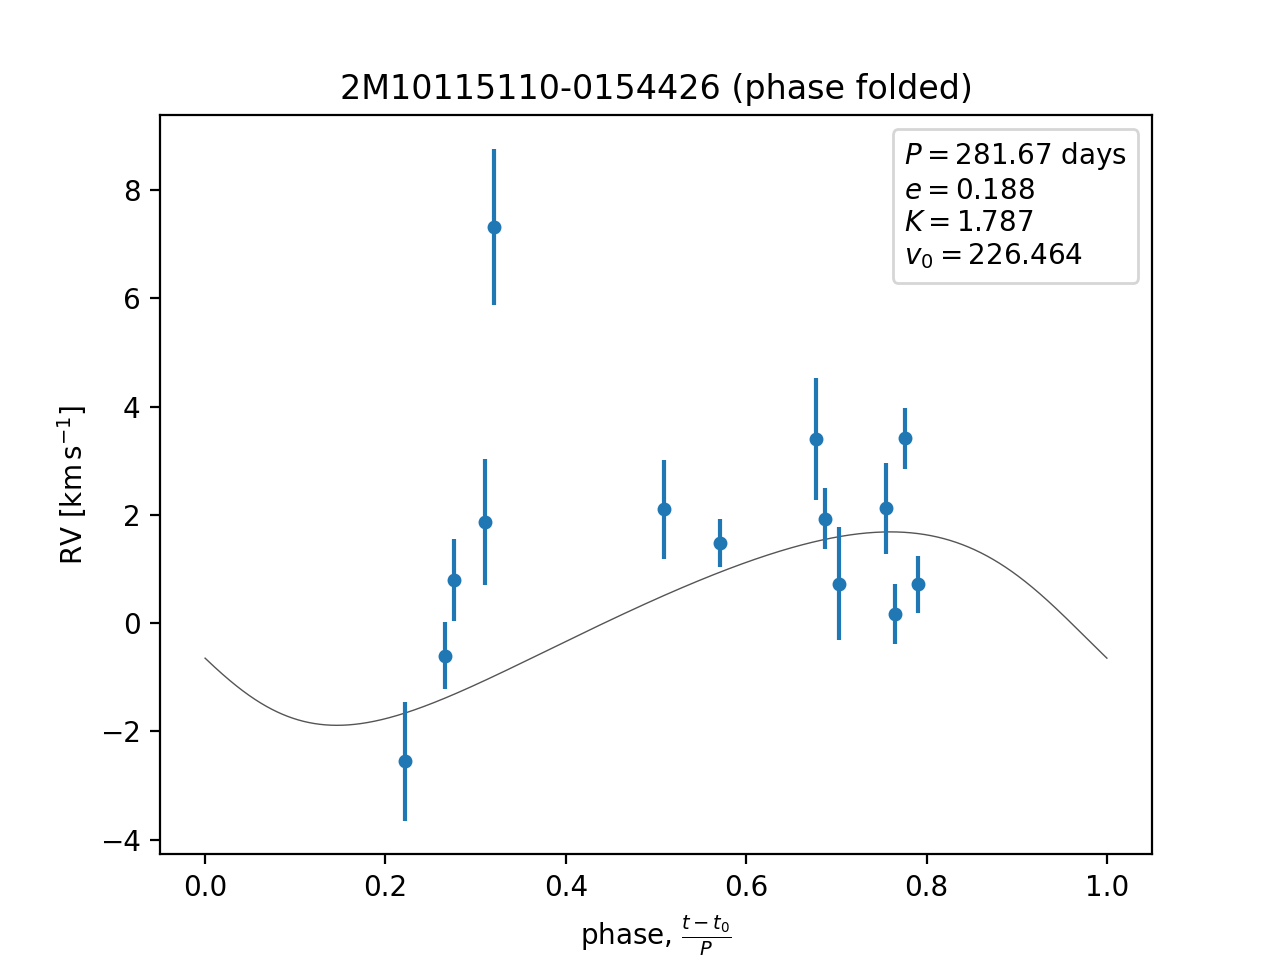 2M10115110-0154426 (phase folded)
P = 281.67 days
e = 0.188
K = 1.787
v₀ = 226.464
8
6
4
2
0
−2
−4
RV [km s⁻¹]
0.0 0.2 0.4 0.6 0.8 1.0
phase, (t − t₀)/P